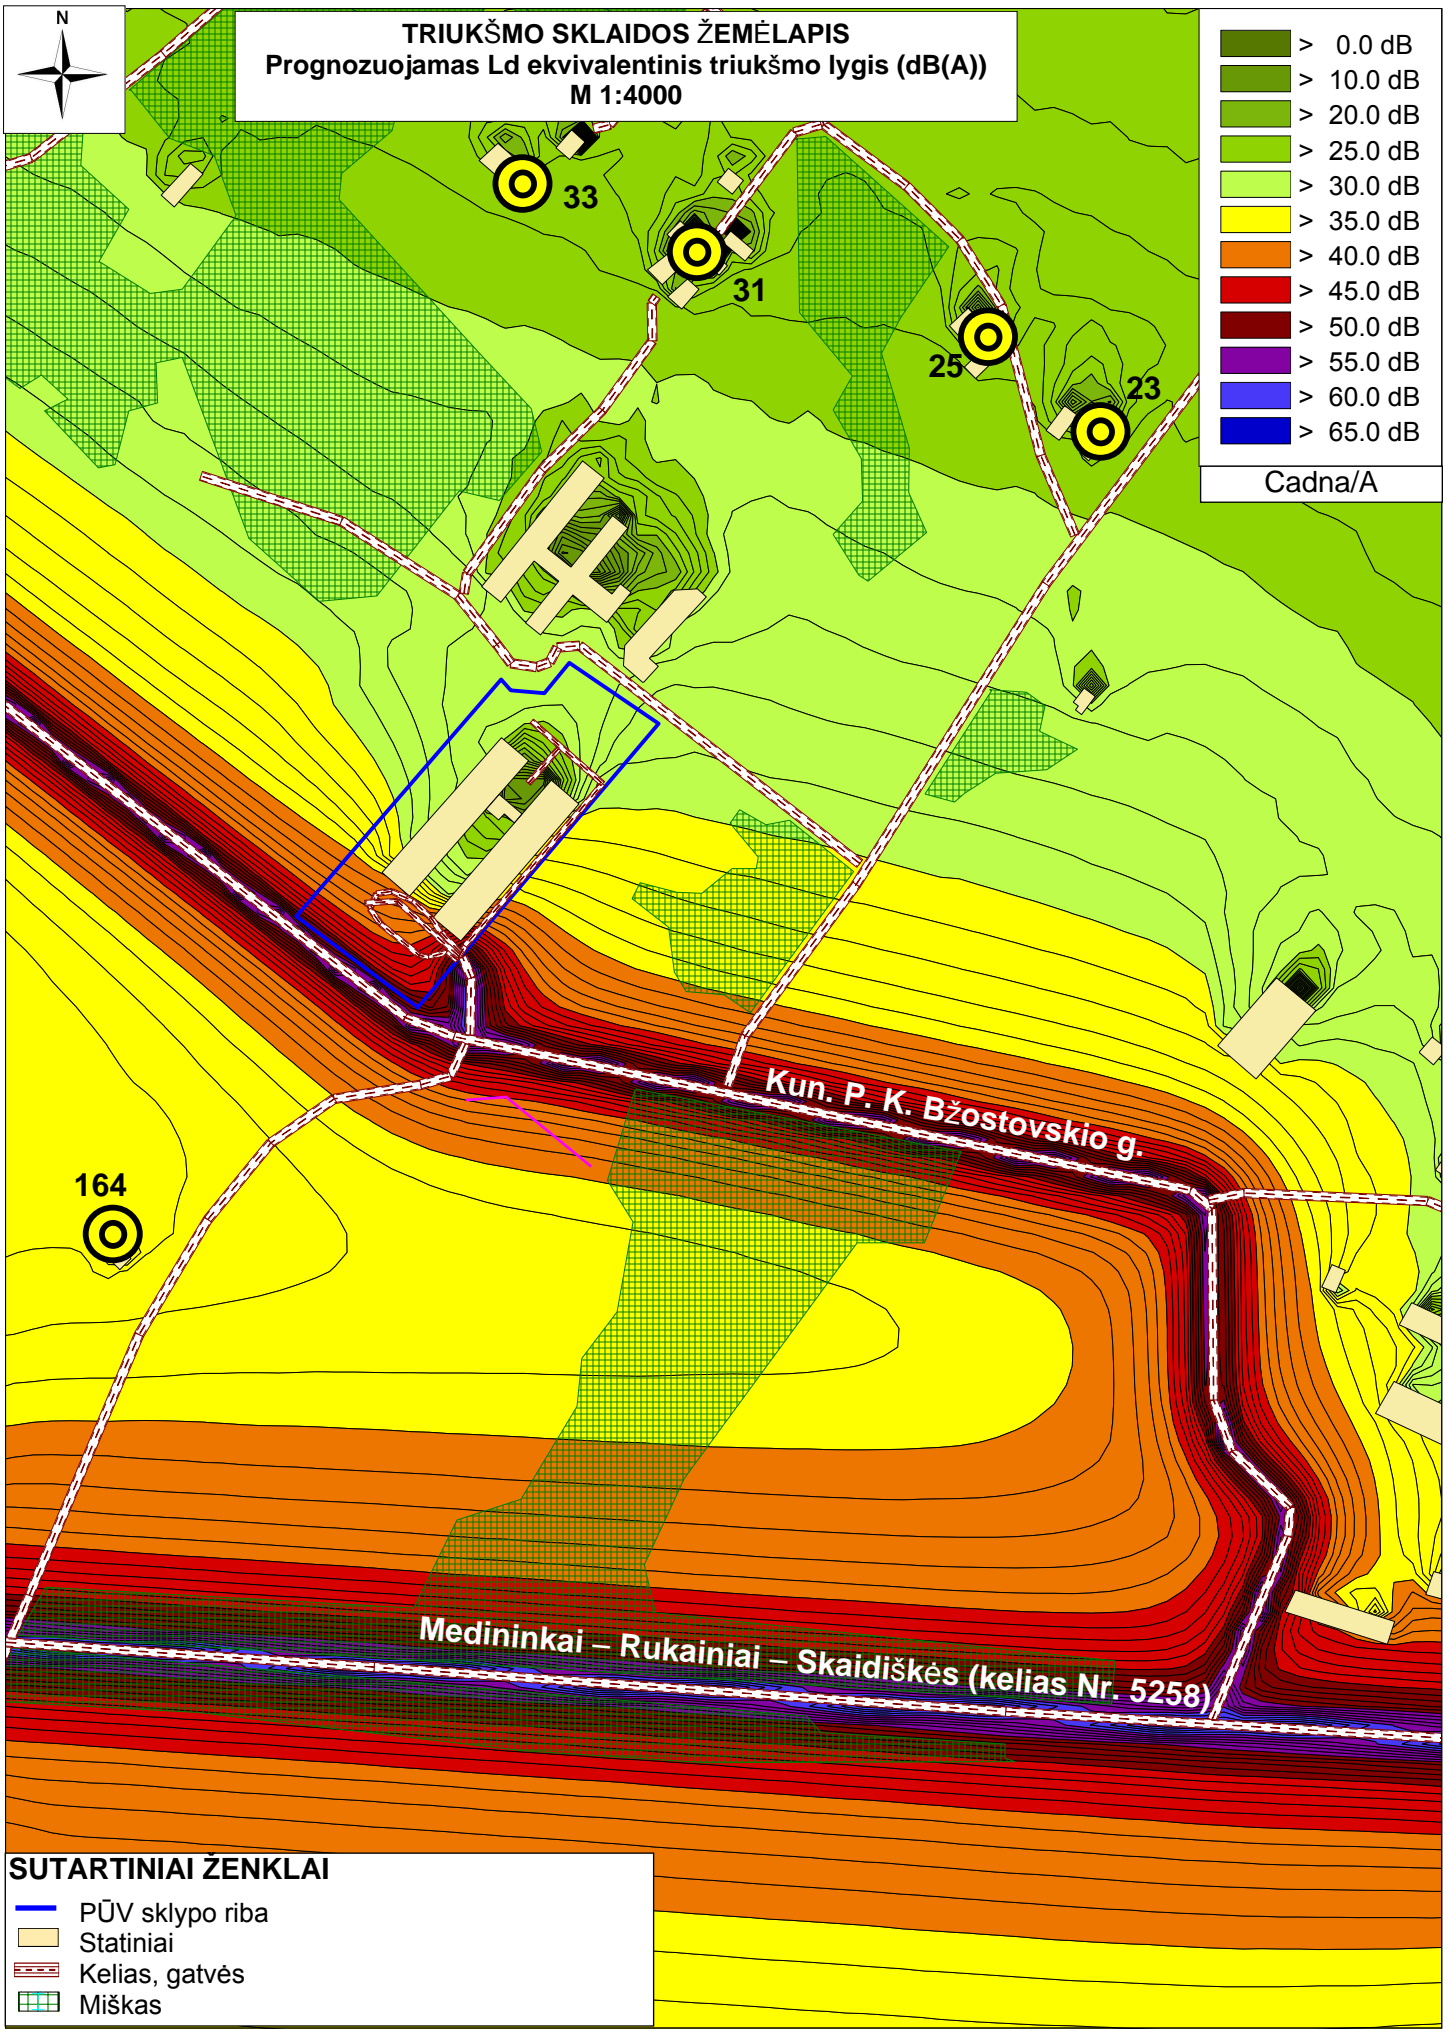 N
TRIUKŠMO SKLAIDOS ŽEMĖLAPIS
Prognozuojamas Ld ekvivalentinis triukšmo lygis (dB(A))
M 1:4000
> 0.0 dB
> 10.0 dB
> 20.0 dB
> 25.0 dB
> 30.0 dB
> 35.0 dB
> 40.0 dB
> 45.0 dB
> 50.0 dB
> 55.0 dB
> 60.0 dB
> 65.0 dB
Cadna/A
33
31
25
23
Kun. P. K. Bžostovskio g.
164
Medininkai – Rukainiai – Skaidiškės (kelias Nr. 5258)
SUTARTINIAI ŽENKLAI
PŪV sklypo riba
Statiniai
Kelias, gatvės
Miškas